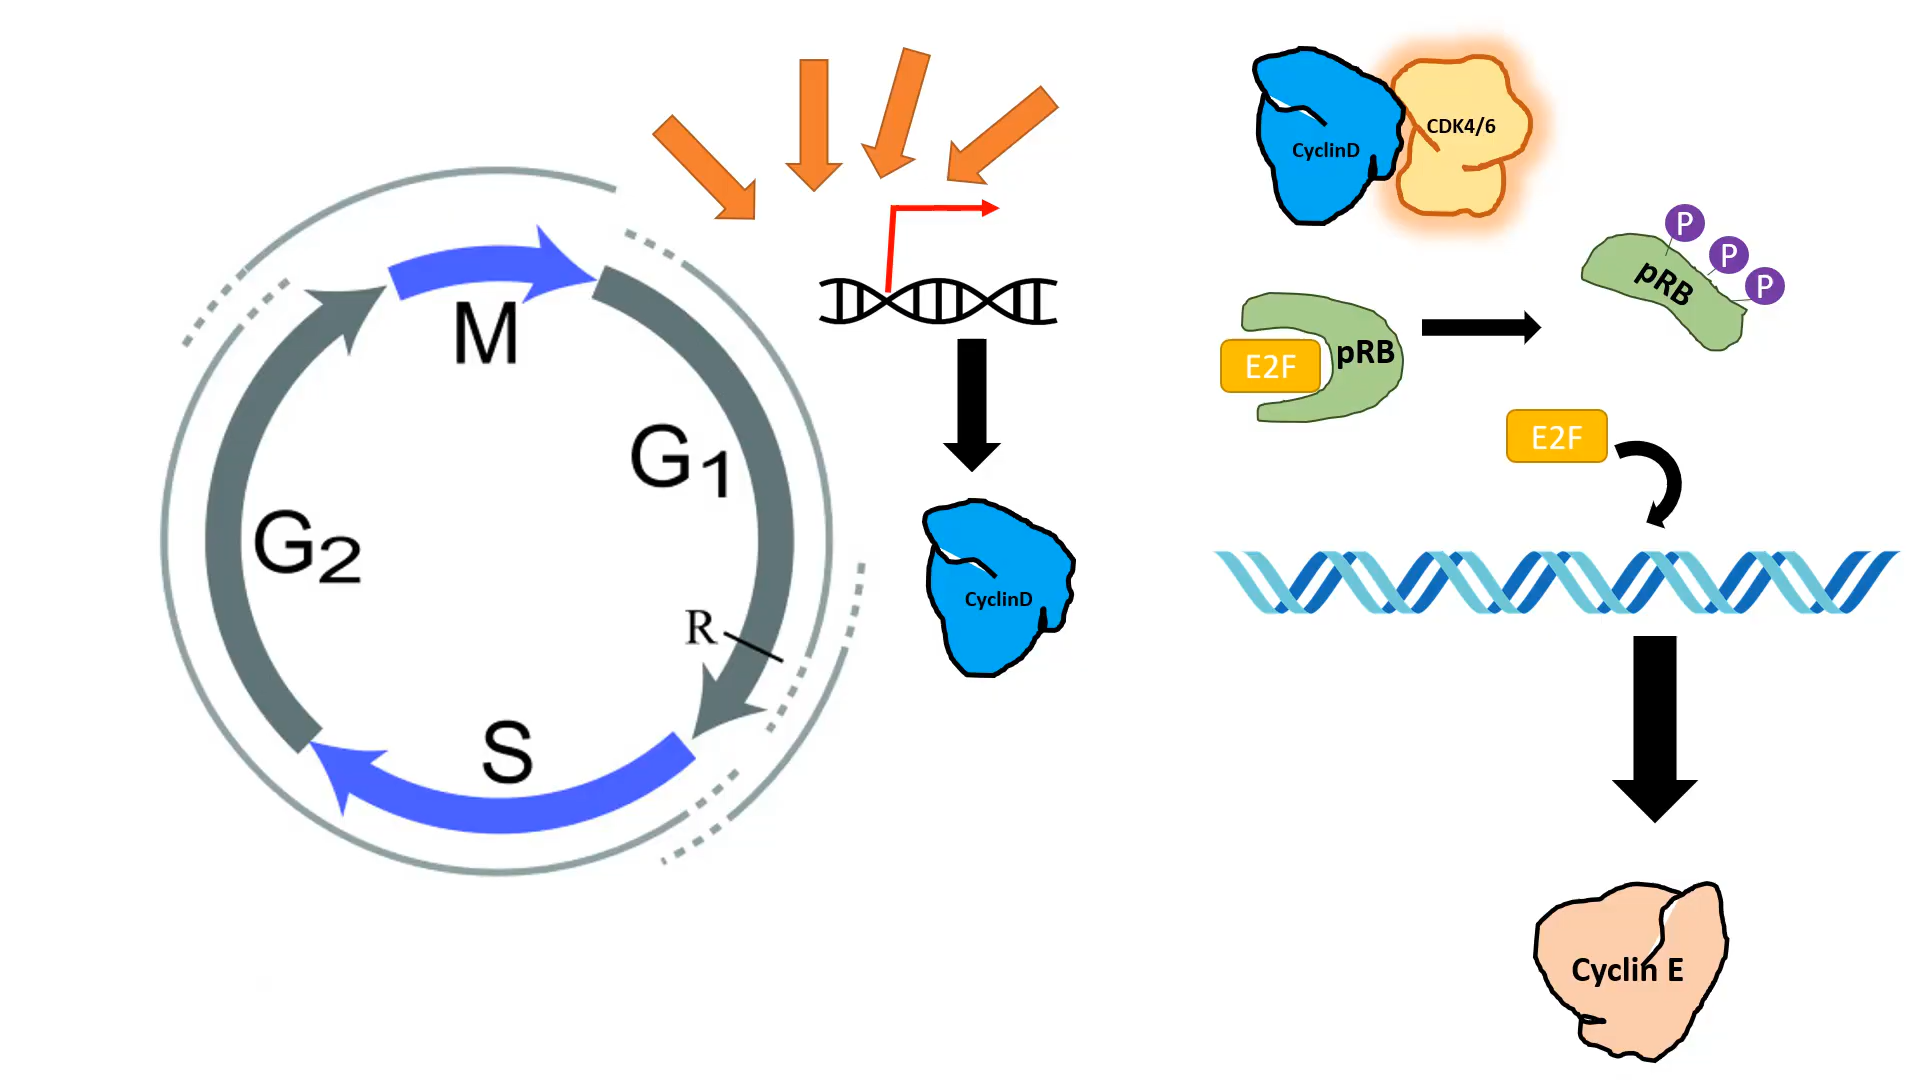 M
G1
G2
R
S
CyclinD
CyclinD
CDK4/6
P
P
P
pRB
E2F
pRB
E2F
Cyclin E